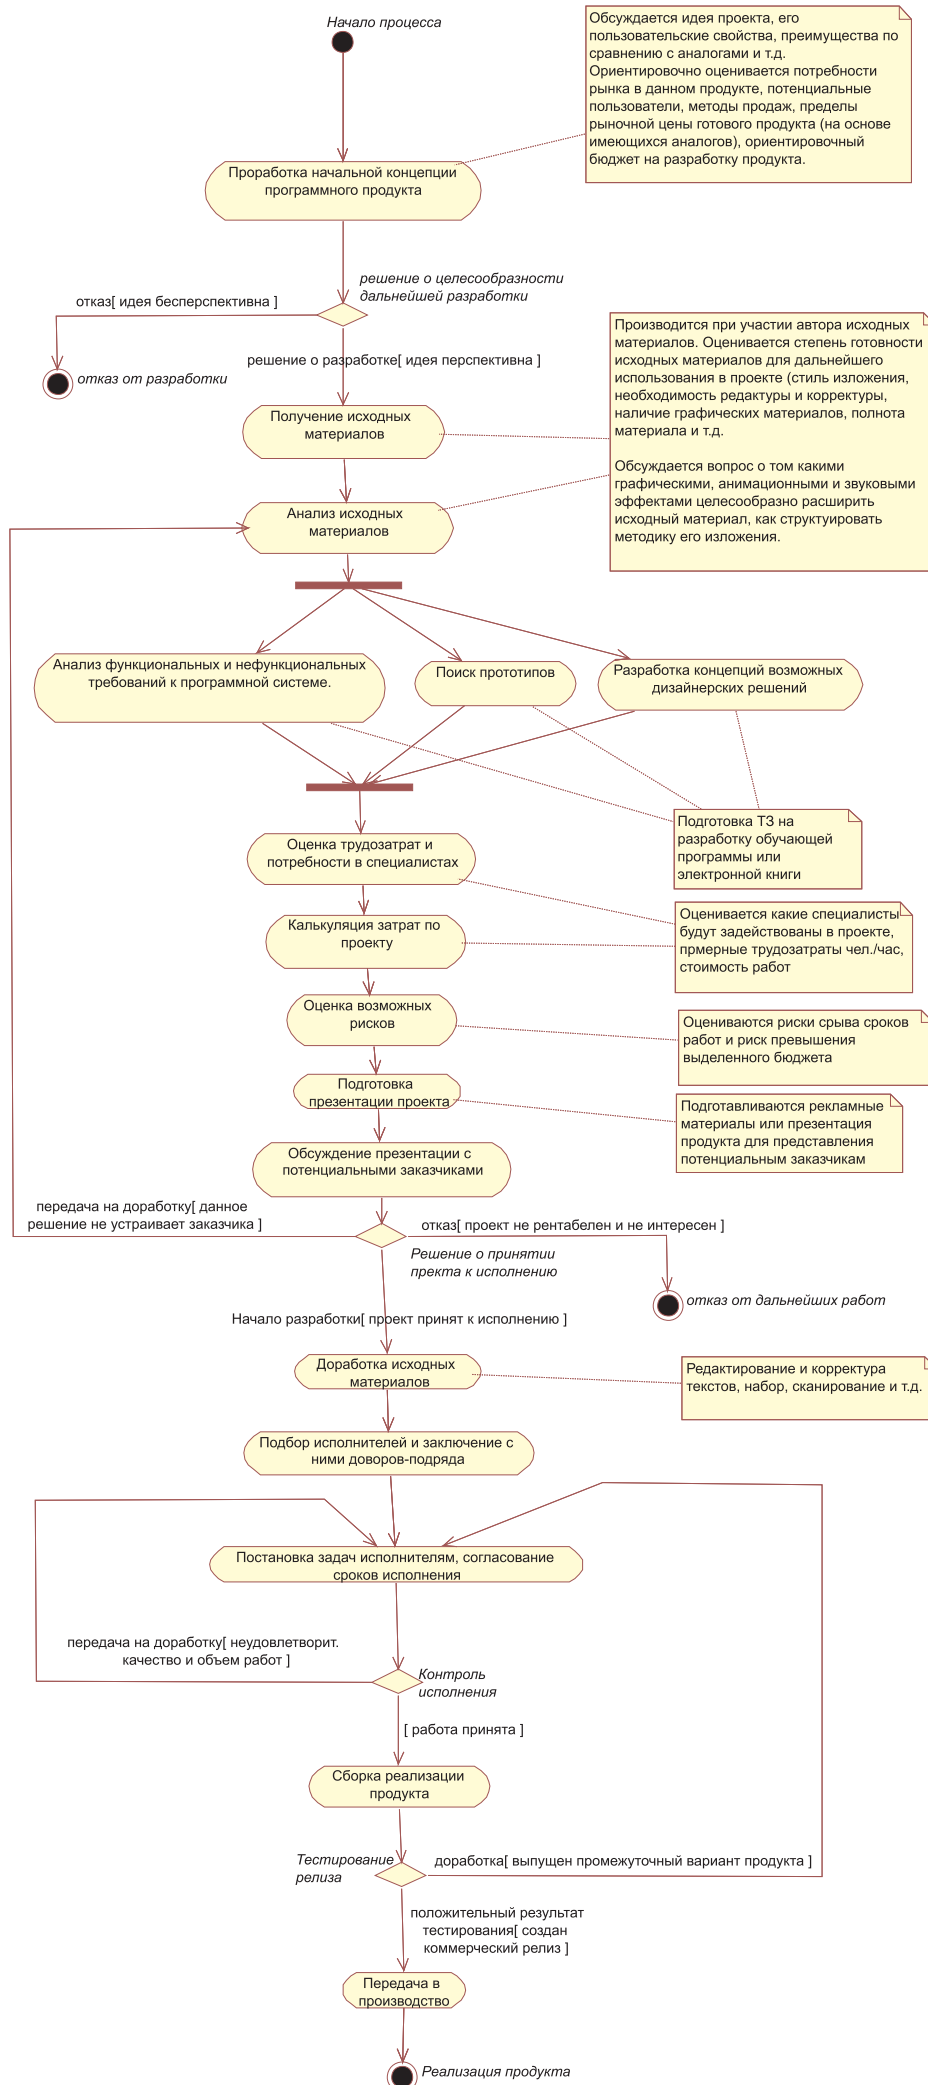 Начало процесса
Обсуждается идея проекта, его
пользовательские свойства, преимущества по
сравнению с аналогами и т.д.
Ориентировочно оценивается потребности
рынка в данном продукте, потенциальные
пользователи, методы продаж, пределы
рыночной цены готового продукта (на основе
имеющихся аналогов), ориентировочный
бюджет на разработку продукта.
Проработка начальной концепции
программного продукта
решение о целесообразности
дальнейшей разработки
отказ[ идея бесперспективна ]
отказ от разработки
решение о разработке[ идея перспективна ]
Производится при участии автора исходных
материалов. Оценивается степень готовности
исходных материалов для дальнейшего
использования в проекте (стиль изложения,
необходимость редактуры и корректуры,
наличие графических материалов, полнота
материала и т.д.
Обсуждается вопрос о том какими
графическими, анимационными и звуковыми
эффектами целесообразно расширить
исходный материал, как структуировать
методику его изложения.
Получение исходных
материалов
Анализ исходных
материалов
Анализ функциональных и нефункциональных
требований к программной системе.
Поиск прототипов
Разработка концепций возможных
дизайнерских решений
Подготовка ТЗ на
разработку обучающей
программы или
электронной книги
Оценка трудозатрат и
потребности в специалистах
Оценивается какие специалисты
будут задействованы в проекте,
прмерные трудозатраты чел./час,
стоимость работ
Калькуляция затрат по
проекту
Оценка возможных
рисков
Оцениваются риски срыва сроков
работ и риск превышения
выделенного бюджета
Подготовка
презентации проекта
Подготавливаются рекламные
материалы или презентация
продукта для представления
потенциальным заказчикам
Обсуждение презентации с
потенциальными заказчиками
передача на доработку[ данное
решение не устраивает заказчика ]
отказ[ проект не рентабелен и не интересен ]
Решение о принятии
пректа к исполнению
отказ от дальнейших работ
Начало разработки[ проект принят к исполнению ]
Доработка исходных
материалов
Редактирование и корректура
текстов, набор, сканирование и т.д.
Подбор исполнителей и заключение с
ними доворов-подряда
Постановка задач исполнителям, согласование
сроков исполнения
передача на доработку[ неудовлетворит.
качество и объем работ ]
Контроль
исполнения
[ работа принята ]
Сборка реализации
продукта
Тестирование
релиза
доработка[ выпущен промежуточный вариант продукта ]
положительный результат
тестирования[ создан
коммерческий релиз ]
Передача в
производство
Реализация продукта